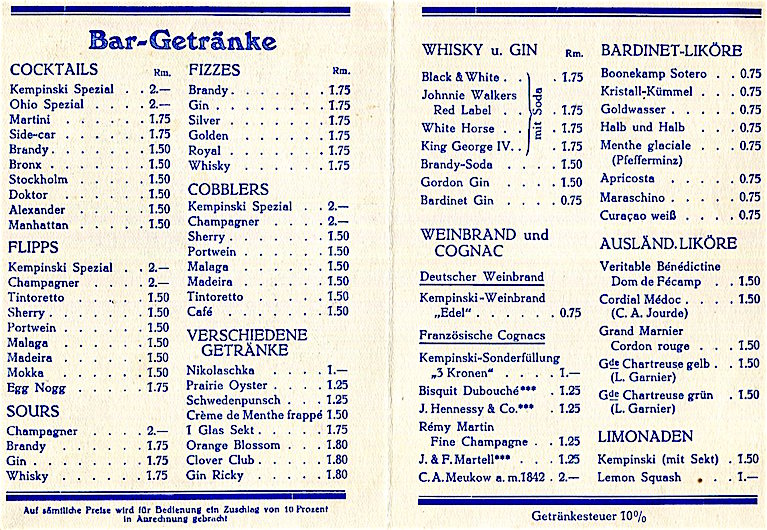 Bar-Getränke
COCKTAILS Rm.
Kempinski Spezial . . 2.—
Ohio Spezial . . . . 2.—
Martini . . . . . . 1.75
Side-car . . . . . . 1.75
Brandy . . . . . . . 1.50
Bronx . . . . . . . 1.50
Stockholm . . . . . 1.50
Doktor . . . . . . 1.50
Alexander . . . . . 1.50
Manhattan . . . . . 1.50
FLIPPS
Kempinski Spezial . . 2.—
Champagner . . . . 2.—
Tintoretto . . . . . 1.50
Sherry . . . . . . . 1.50
Portwein . . . . . . 1.50
Malaga . . . . . . 1.50
Madeira . . . . . . 1.50
Mokka . . . . . . 1.50
Egg Nogg . . . . . 1.75
SOURS
Champagner . . . . 2.—
Brandy . . . . . . 1.75
Gin . . . . . . . . 1.75
Whisky . . . . . . 1.75
FIZZES Rm.
Brandy . . . . . . . 1.75
Gin . . . . . . . . 1.75
Silver . . . . . . . 1.75
Golden . . . . . . 1.75
Royal . . . . . . . 1.75
Whisky . . . . . . 1.75
COBBLERS
Kempinski Spezial . . 2.—
Champagner . . . . 2.—
Sherry . . . . . . . 1.50
Portwein . . . . . . 1.50
Malaga . . . . . . 1.50
Madeira . . . . . . 1.50
Tintoretto . . . . . 1.50
Café . . . . . . . 1.50
VERSCHIEDENE
GETRÄNKE
Nikolaschka . . . . 1.—
Prairie Oyster . . . . 1.25
Schwedenpunsch . . . 1.25
Crème de Menthe frappé 1.50
1 Glas Sekt . . . . . 1.75
Orange Blossom . . . 1.80
Clover Club . . . . . 1.80
Gin Ricky . . . . . 1.80
Auf sämtliche Preise wird für Bedienung ein Zuschlag von 10 Prozent
in Anrechnung gebracht
WHISKY u. GIN Rm.
Black & White . . 1.75
Johnnie Walkers
Red Label . . 1.75
White Horse . . 1.75
King George IV. . 1.75
mit Soda
Brandy-Soda . . . . 1.50
Gordon Gin . . . . 1.50
Bardinet Gin . . . . 0.75
WEINBRAND und
COGNAC
Deutscher Weinbrand
Kempinski-Weinbrand
„Edel“ . . . . . . 0.75
Französische Cognacs
Kempinski-Sonderfüllung
„3 Kronen“ . . . . 1.—
Bisquit Dubouché*** . 1.25
J. Hennessy & Co.*** . 1.25
Rémy Martin
Fine Champagne . . 1.25
J. & F. Martell*** . . . 1.25
C. A. Meukow a. m. 1842 . 2.—
BARDINET-LIKÖRE
Boonekamp Sotero . . 0.75
Kristall-Kümmel . . . 0.75
Goldwasser . . . . . 0.75
Halb und Halb . . . 0.75
Menthe glaciale . . . 0.75
(Pfefferminz)
Apricosta . . . . . 0.75
Maraschino . . . . . 0.75
Curaçao weiß . . . . 0.75
AUSLÄND. LIKÖRE
Veritable Bénédictine
Dom de Fécamp . . 1.50
Cordial Médoc . . . . 1.50
(C. A. Jourde)
Grand Marnier
Cordon rouge . . . 1.50
Gde Chartreuse gelb . . 1.50
(L. Garnier)
Gde Chartreuse grün . 1.50
(L. Garnier)
LIMONADEN
Kempinski (mit Sekt) . 1.50
Lemon Squash . . . 1.—
Getränkesteuer 10%